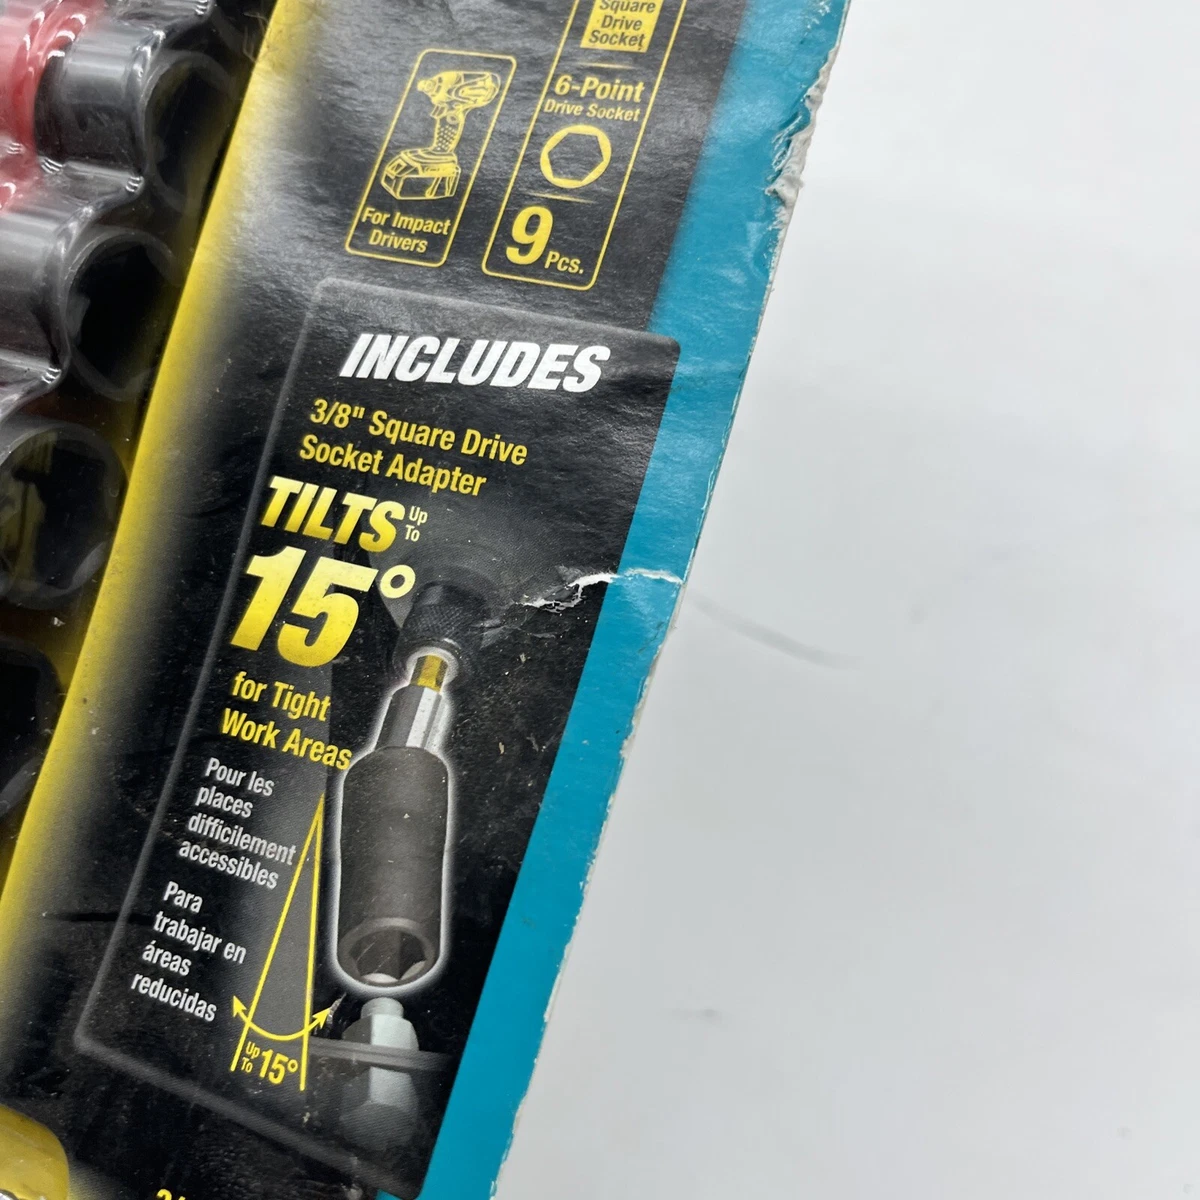 Square
Drive
Socket
6-Point
Drive Socket
9 Pcs.
For Impact
Drivers
INCLUDES
3/8" Square Drive
Socket Adapter
TILTS Up To
15°
for Tight
Work Areas
Pour les
places
difficilement
accessibles
Para
trabajar en
áreas
reducidas
Up To 15°